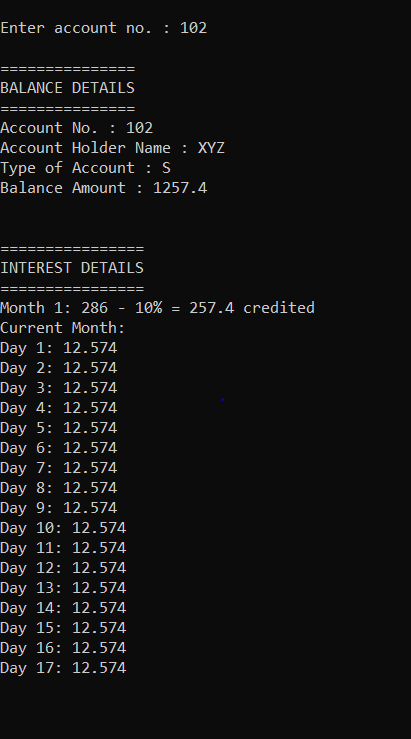 Enter account no. : 102
===============
BALANCE DETAILS
===============
Account No. : 102
Account Holder Name : XYZ
Type of Account : S
Balance Amount : 1257.4
================
INTEREST DETAILS
================
Month 1: 286 - 10% = 257.4 credited
Current Month:
Day 1: 12.574
Day 2: 12.574
Day 3: 12.574
Day 4: 12.574
Day 5: 12.574
Day 6: 12.574
Day 7: 12.574
Day 8: 12.574
Day 9: 12.574
Day 10: 12.574
Day 11: 12.574
Day 12: 12.574
Day 13: 12.574
Day 14: 12.574
Day 15: 12.574
Day 16: 12.574
Day 17: 12.574